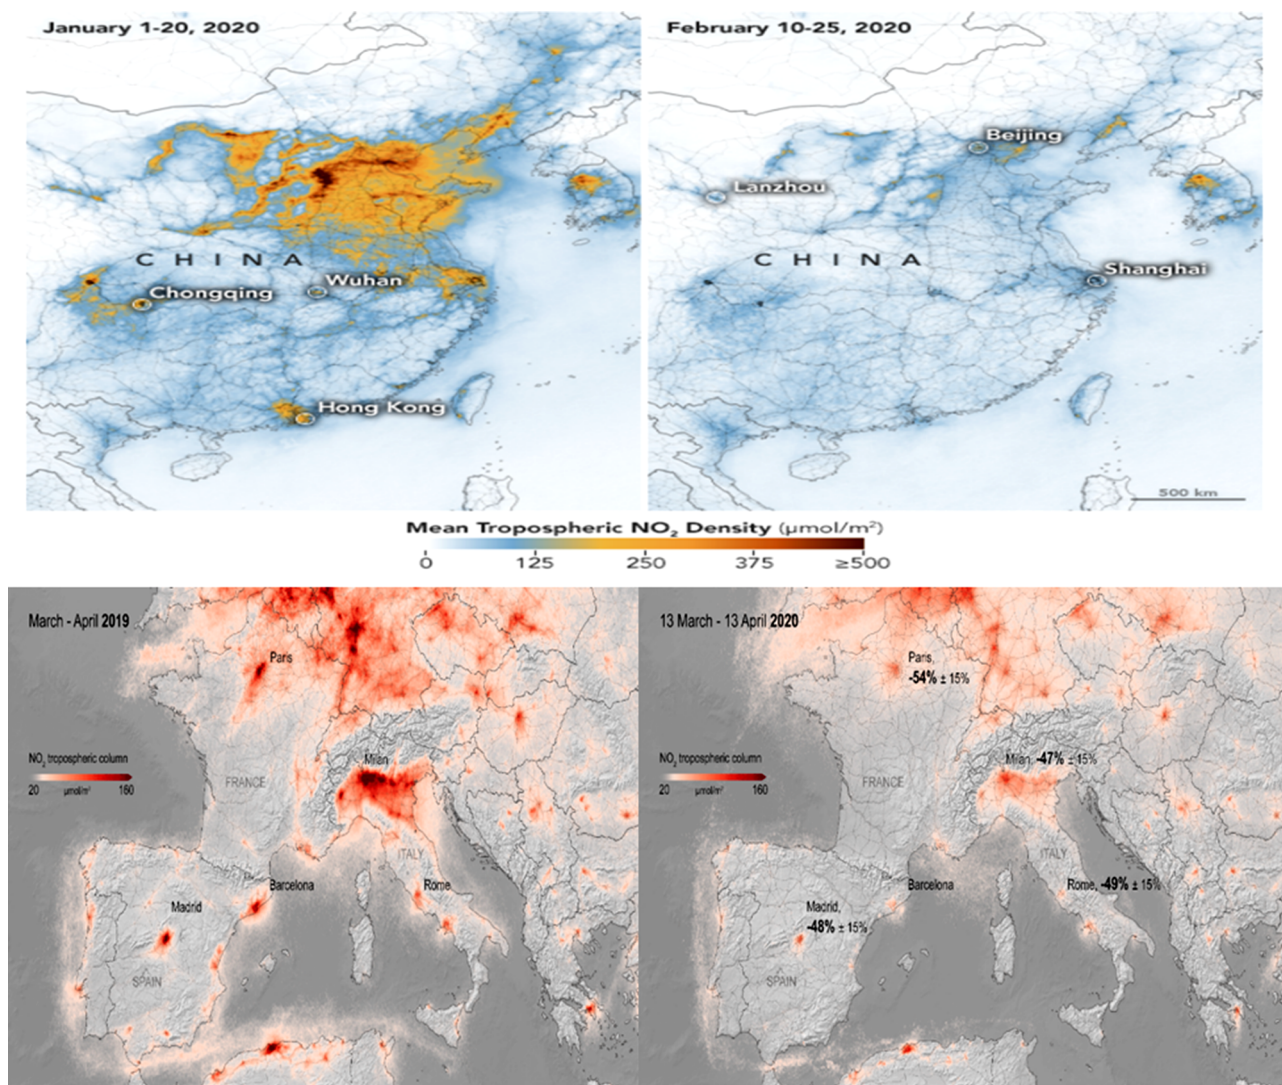 January 1-20, 2020
CHINA
Chongqing
Wuhan
Hong Kong
February 10-25, 2020
Beijing
Lanzhou
CHINA
Shanghai
500 km
Mean Tropospheric NO₂ Density (µmol/m²)
0 125 250 375 ≥500
March - April 2019
Paris
NO₂ tropospheric column
20 µmol/m² 160
FRANCE
Milan
ITALY
Barcelona
Rome
Madrid
SPAIN
13 March - 13 April 2020
Paris,
-54% ± 15%
NO₂ tropospheric column
20 µmol/m² 160
FRANCE
Milan, -47% ± 15%
ITALY
Barcelona
Rome, -49% ± 15%
Madrid,
-48% ± 15%
SPAIN